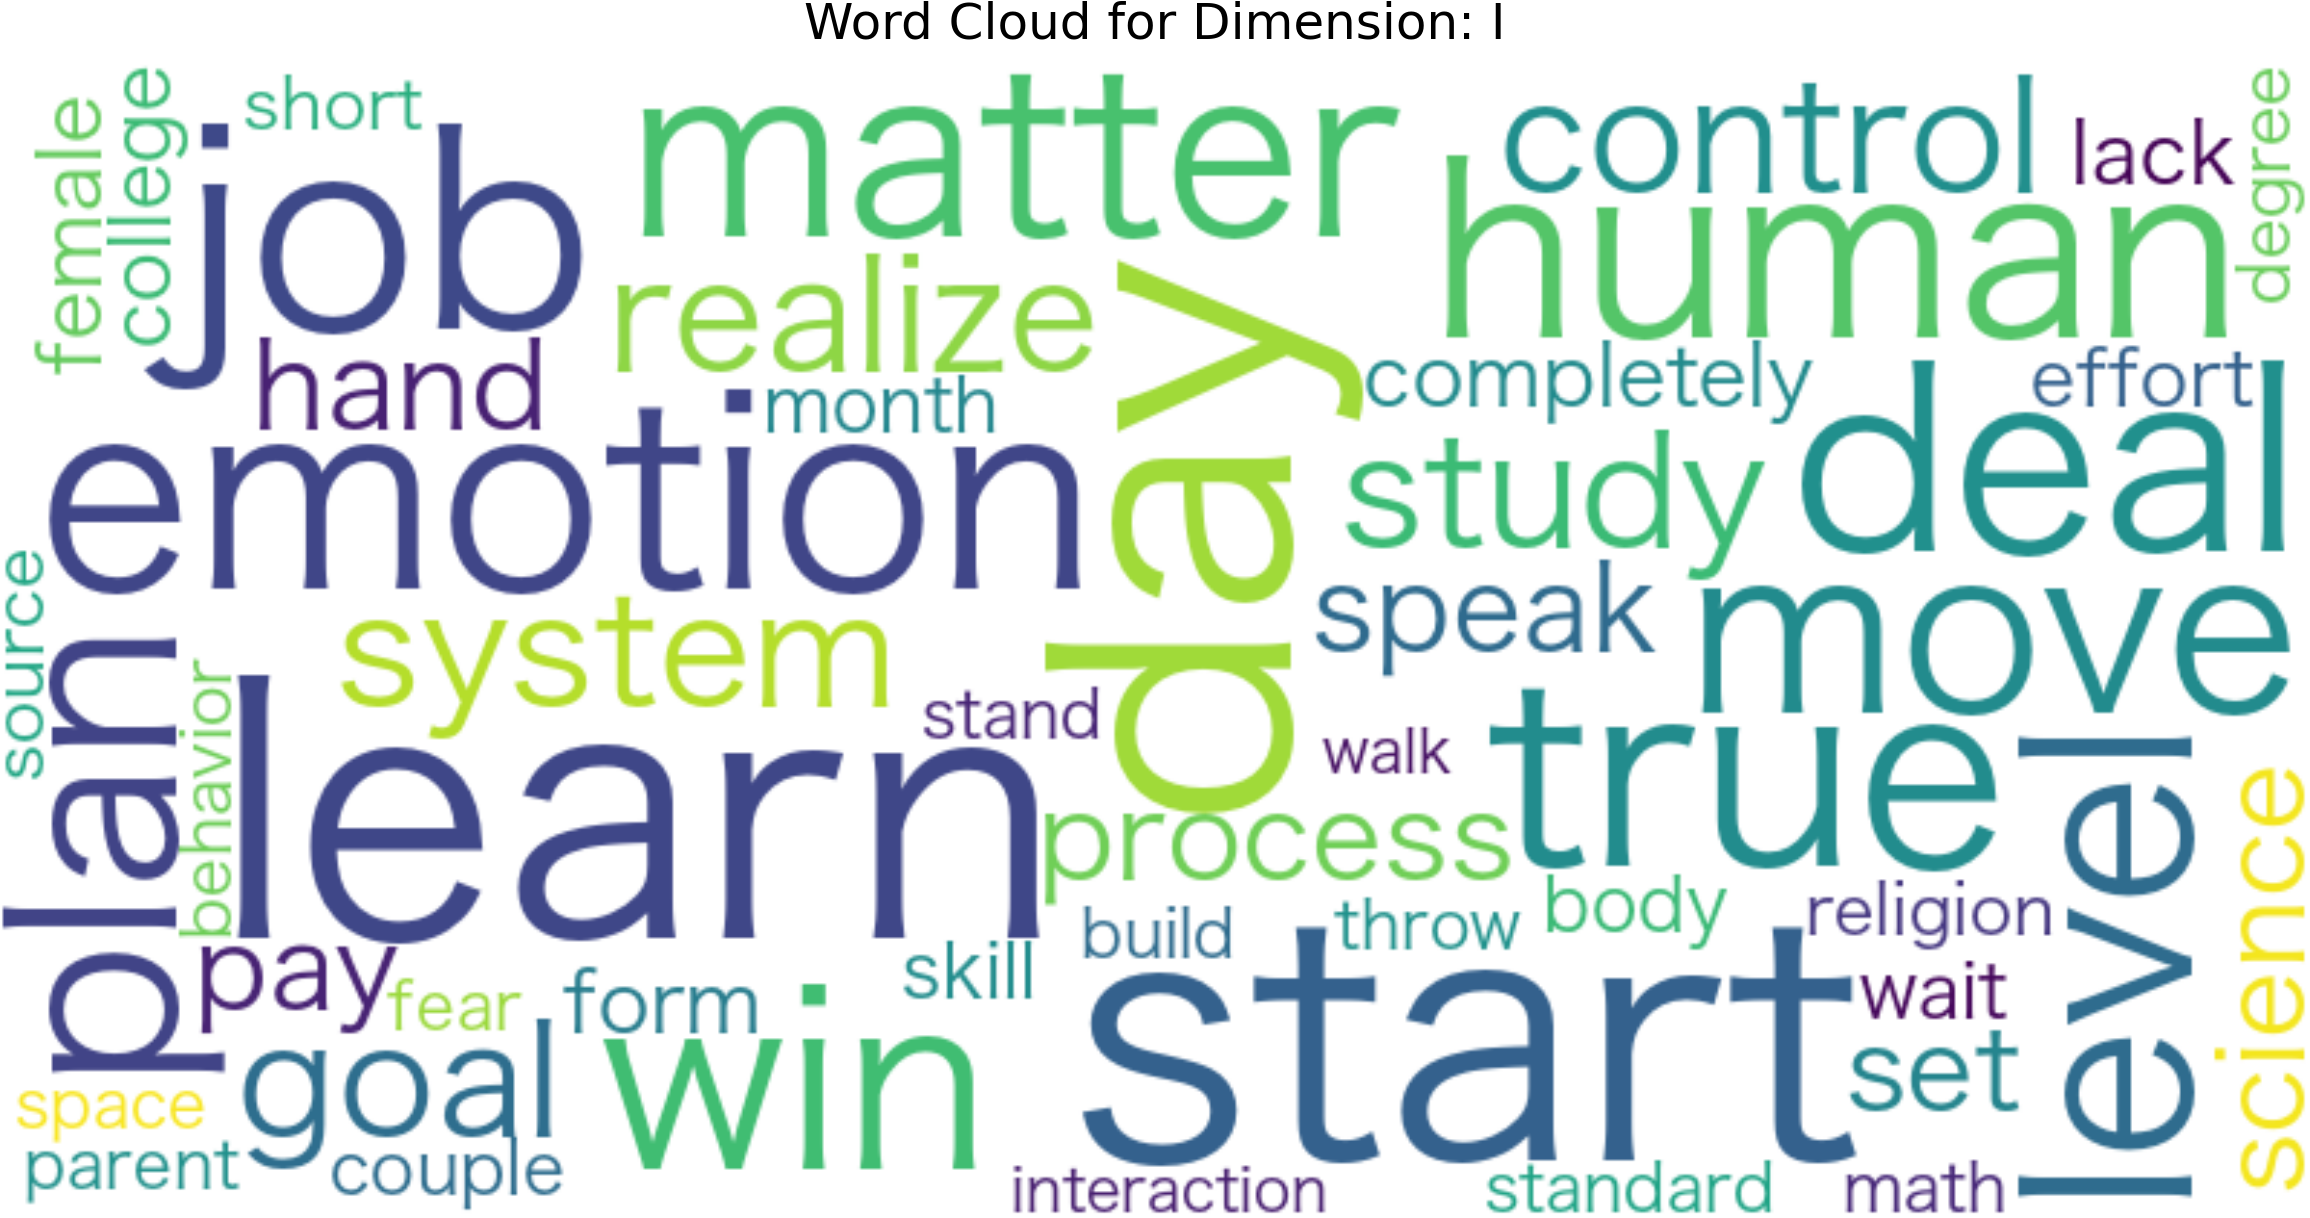 Word Cloud for Dimension: I
female
college
short
job
matter
control
lack
degree
human
realize
hand
month
day
completely
effort
emotion
study
deal
source
system
speak
move
plan
behavior
learn
stand
walk
true
level
process
science
build
throw
body
religion
pay
fear
form
skill
start
wait
set
space
goal
win
parent
couple
interaction
standard
math